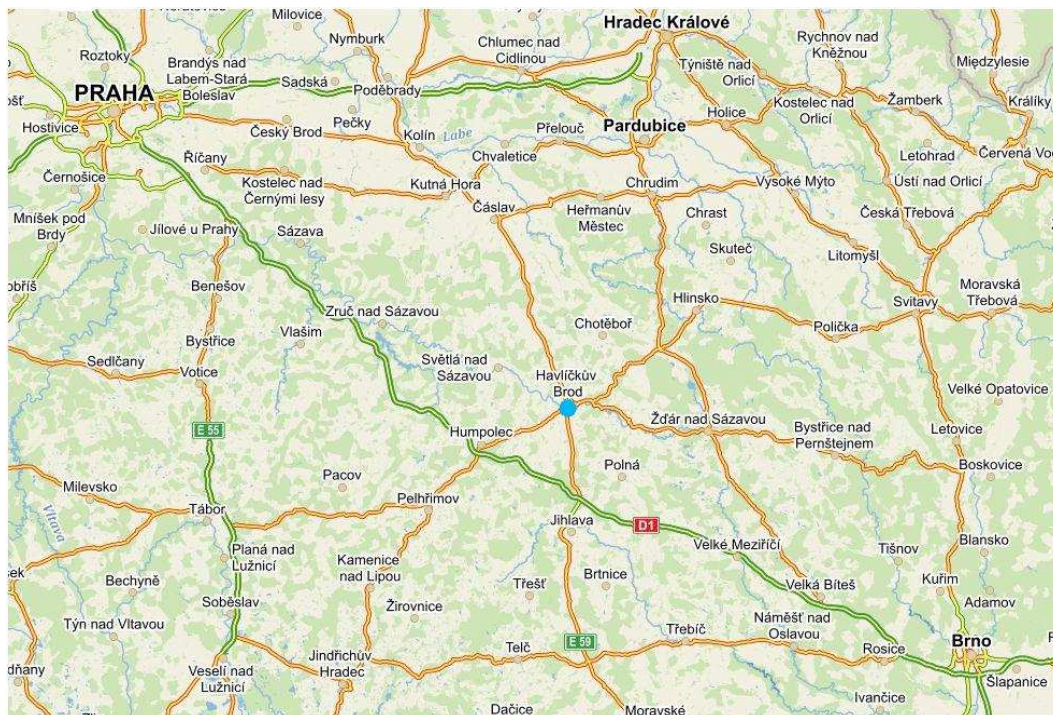 Milovice
Hradec Králové
Roztoky
Nymburk
Chlumec nad
Cidlinou
Rychnov nad
Kněžnou
Międzylesie
Brandýs nad
Labem-Stará
Boleslav
Sadská
Poděbrady
Týniště nad
Orlicí
PRAHA
Kostelec nad
Orlicí
Žamberk
Králíky
Hostivice
Pečky
Holice
Český Brod
Kolín
Labe
Přelouč
Pardubice
Chvaletice
Letohrad
Říčany
Černošice
Kostelec nad
Černými lesy
Kutná Hora
Chrudim
Vysoké Mýto
Ústí nad Orlicí
Čáslav
Heřmanův
Městec
Chrast
Česká Třebová
Mníšek pod
Brdy
Jílové u Prahy
Sázava
Skuteč
Litomyšl
Benešov
Hlinsko
Svitavy
Moravská
Třebová
Zruč nad Sázavou
Chotěboř
Polička
Vlašim
Bystřice
Sedlčany
Votice
Světlá nad
Sázavou
Havlíčkův
Brod
Velké Opatovice
E 55
Humpolec
Žďár nad Sázavou
Bystřice nad
Pernštejnem
Letovice
Polná
Boskovice
Milevsko
Pacov
Pelhřimov
Vltava
Tábor
Jihlava
D1
Planá nad
Lužnicí
Kamenice
nad Lipou
Velké Meziříčí
Tišnov
Blansko
Bechyně
Třešť
Brtnice
Velká Bíteš
Kuřim
Adamov
Soběslav
Žirovnice
Týn nad Vltavou
Náměšť nad
Oslavou
Třebíč
E 59
Telč
Brno
Rosice
Veselí nad
Lužnicí
Jindřichův
Hradec
Šlapanice
Ivančice
Dačice
Moravské